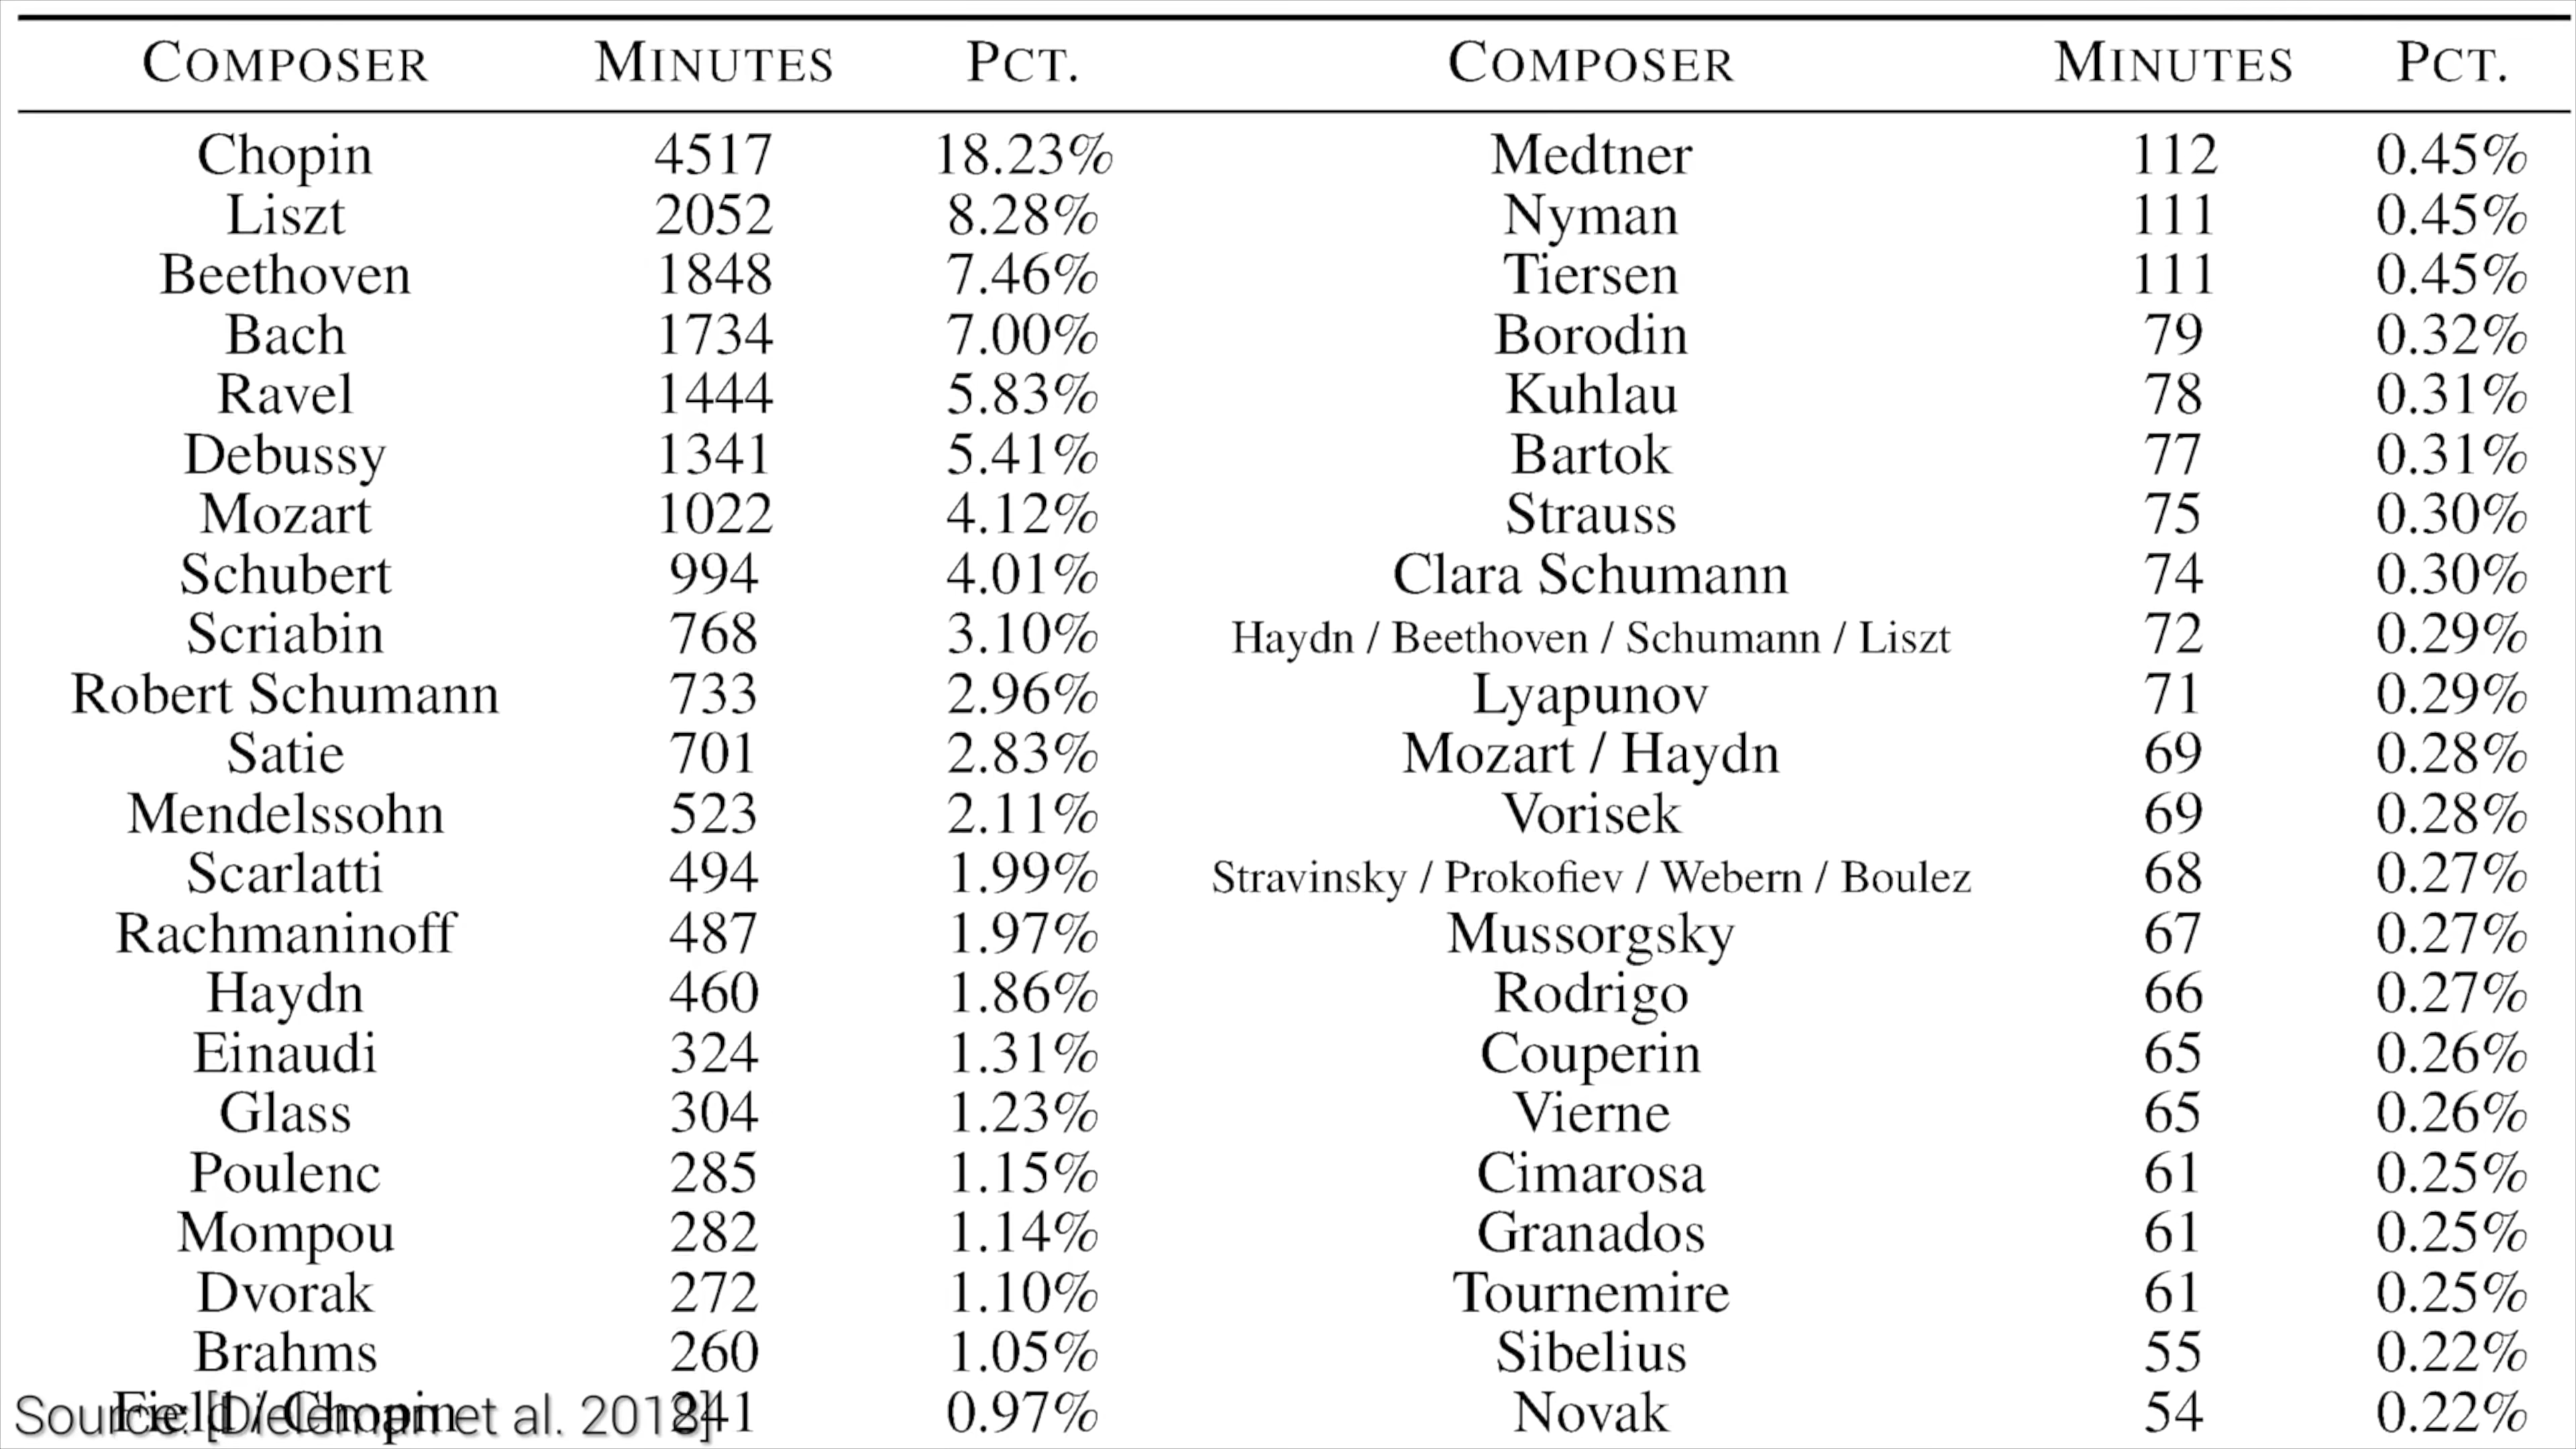 COMPOSER MINUTES PCT. COMPOSER MINUTES PCT.
Chopin 4517 18.23% Medtner 112 0.45%
Liszt 2052 8.28% Nyman 111 0.45%
Beethoven 1848 7.46% Tiersen 111 0.45%
Bach 1734 7.00% Borodin 79 0.32%
Ravel 1444 5.83% Kuhlau 78 0.31%
Debussy 1341 5.41% Bartok 77 0.31%
Mozart 1022 4.12% Strauss 75 0.30%
Schubert 994 4.01% Clara Schumann 74 0.30%
Scriabin 768 3.10% Haydn / Beethoven / Schumann / Liszt 72 0.29%
Robert Schumann 733 2.96% Lyapunov 71 0.29%
Satie 701 2.83% Mozart / Haydn 69 0.28%
Mendelssohn 523 2.11% Vorisek 69 0.28%
Scarlatti 494 1.99% Stravinsky / Prokofiev / Webern / Boulez 68 0.27%
Rachmaninoff 487 1.97% Mussorgsky 67 0.27%
Haydn 460 1.86% Rodrigo 66 0.27%
Einaudi 324 1.31% Couperin 65 0.26%
Glass 304 1.23% Vierne 65 0.26%
Poulenc 285 1.15% Cimarosa 61 0.25%
Mompou 282 1.14% Granados 61 0.25%
Dvorak 272 1.10% Tournemire 61 0.25%
Brahms 260 1.05% Sibelius 55 0.22%
Field / Chopin 241 0.97% Novak 54 0.22%
Source: et al. 2018]